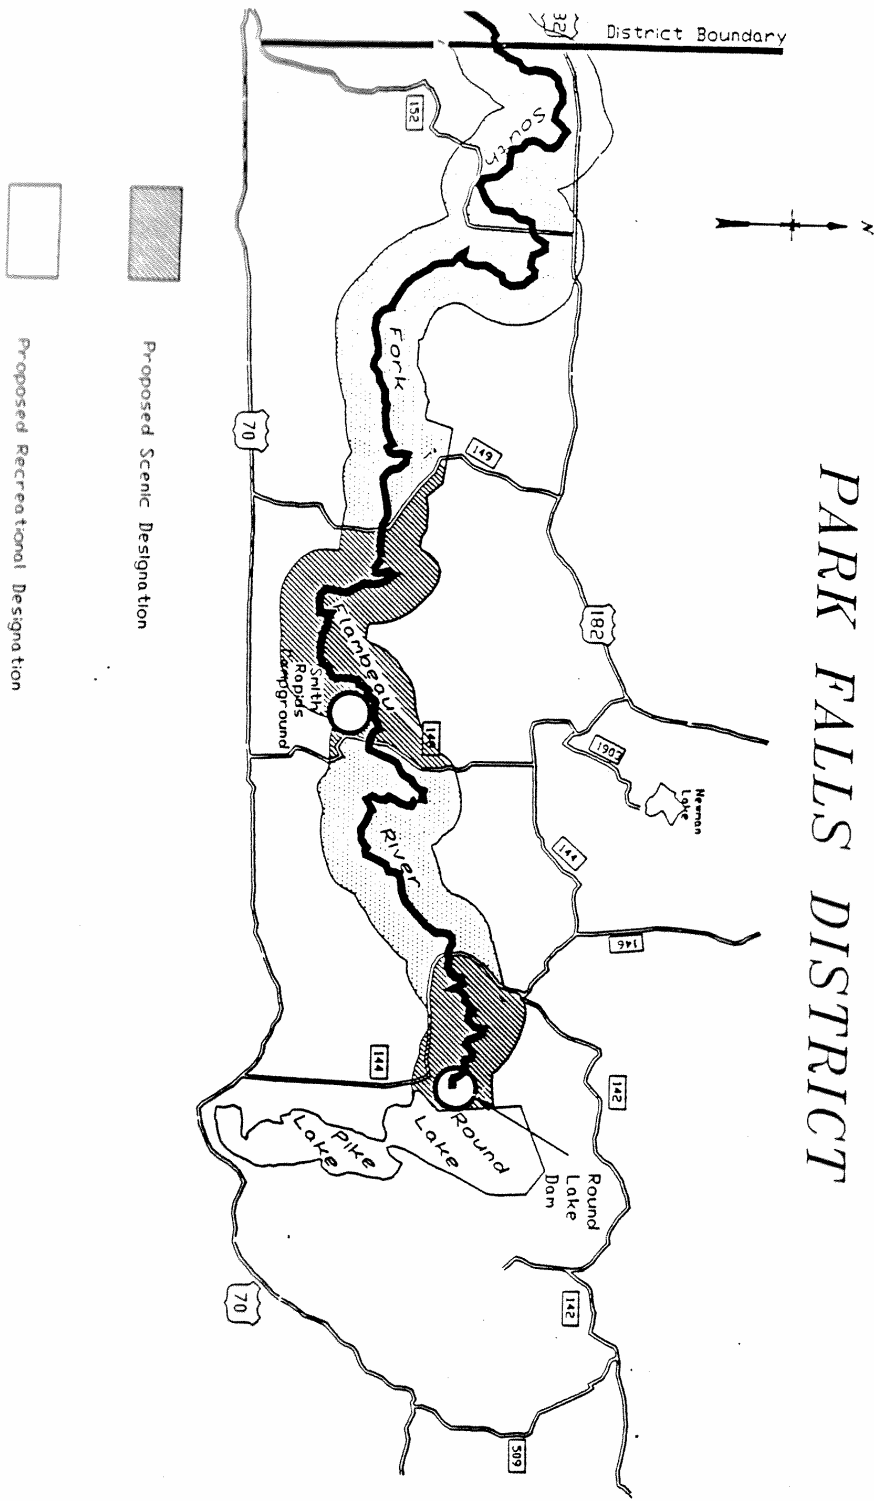 PARK FALLS DISTRICT
N
District Boundary
32
152
South
Fork
149
70
182
Flambeau
Smith
Rapids
Campground
148
1903
Newman
Lake
144
146
River
144
142
Round
Lake
Dam
Round
Lake
Pike
Lake
142
70
509
Proposed Scenic Designation
Proposed Recreational Designation